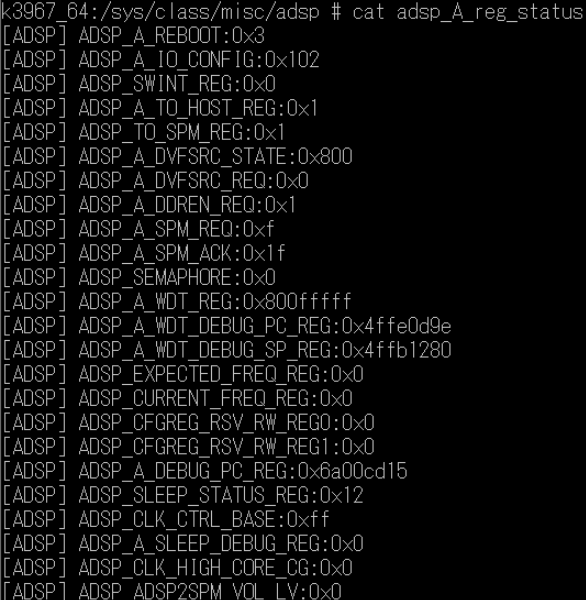 k3967_64:/sys/class/misc/adsp # cat adsp_A_reg_status
[ADSP] ADSP_A_REBOOT:0x3
[ADSP] ADSP_A_IO_CONFIG:0x102
[ADSP] ADSP_SWINT_REG:0x0
[ADSP] ADSP_A_TO_HOST_REG:0x1
[ADSP] ADSP_TO_SPM_REG:0x1
[ADSP] ADSP_A_DVFSRC_STATE:0x800
[ADSP] ADSP_A_DVFSRC_REQ:0x0
[ADSP] ADSP_A_DDREN_REQ:0x1
[ADSP] ADSP_A_SPM_REQ:0xf
[ADSP] ADSP_A_SPM_ACK:0x1f
[ADSP] ADSP_SEMAPHORE:0x0
[ADSP] ADSP_A_WDT_REG:0x800fffff
[ADSP] ADSP_A_WDT_DEBUG_PC_REG:0x4ffe0d9e
[ADSP] ADSP_A_WDT_DEBUG_SP_REG:0x4ffb1280
[ADSP] ADSP_EXPECTED_FREQ_REG:0x0
[ADSP] ADSP_CURRENT_FREQ_REG:0x0
[ADSP] ADSP_CFGREG_RSV_RW_REG0:0x0
[ADSP] ADSP_CFGREG_RSV_RW_REG1:0x0
[ADSP] ADSP_A_DEBUG_PC_REG:0x6a00cd15
[ADSP] ADSP_SLEEP_STATUS_REG:0x12
[ADSP] ADSP_CLK_CTRL_BASE:0xff
[ADSP] ADSP_A_SLEEP_DEBUG_REG:0x0
[ADSP] ADSP_CLK_HIGH_CORE_CG:0x0
[ADSP] ADSP_ADSP2SPM_VOL_LV:0x0